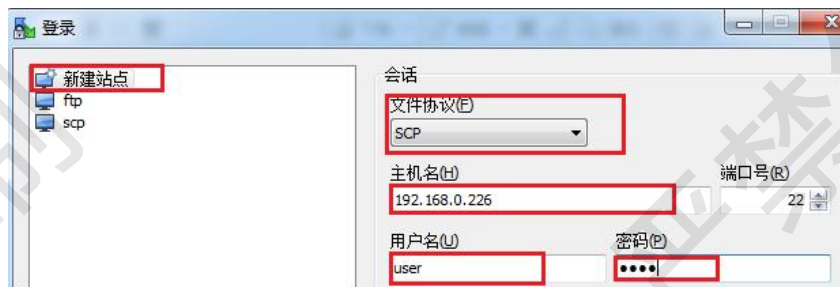 登录
新建站点
ftp
scp
会话
文件协议(F)
SCP
主机名(H) 端口号(R)
192.168.0.226 22
用户名(U) 密码(P)
user ••••